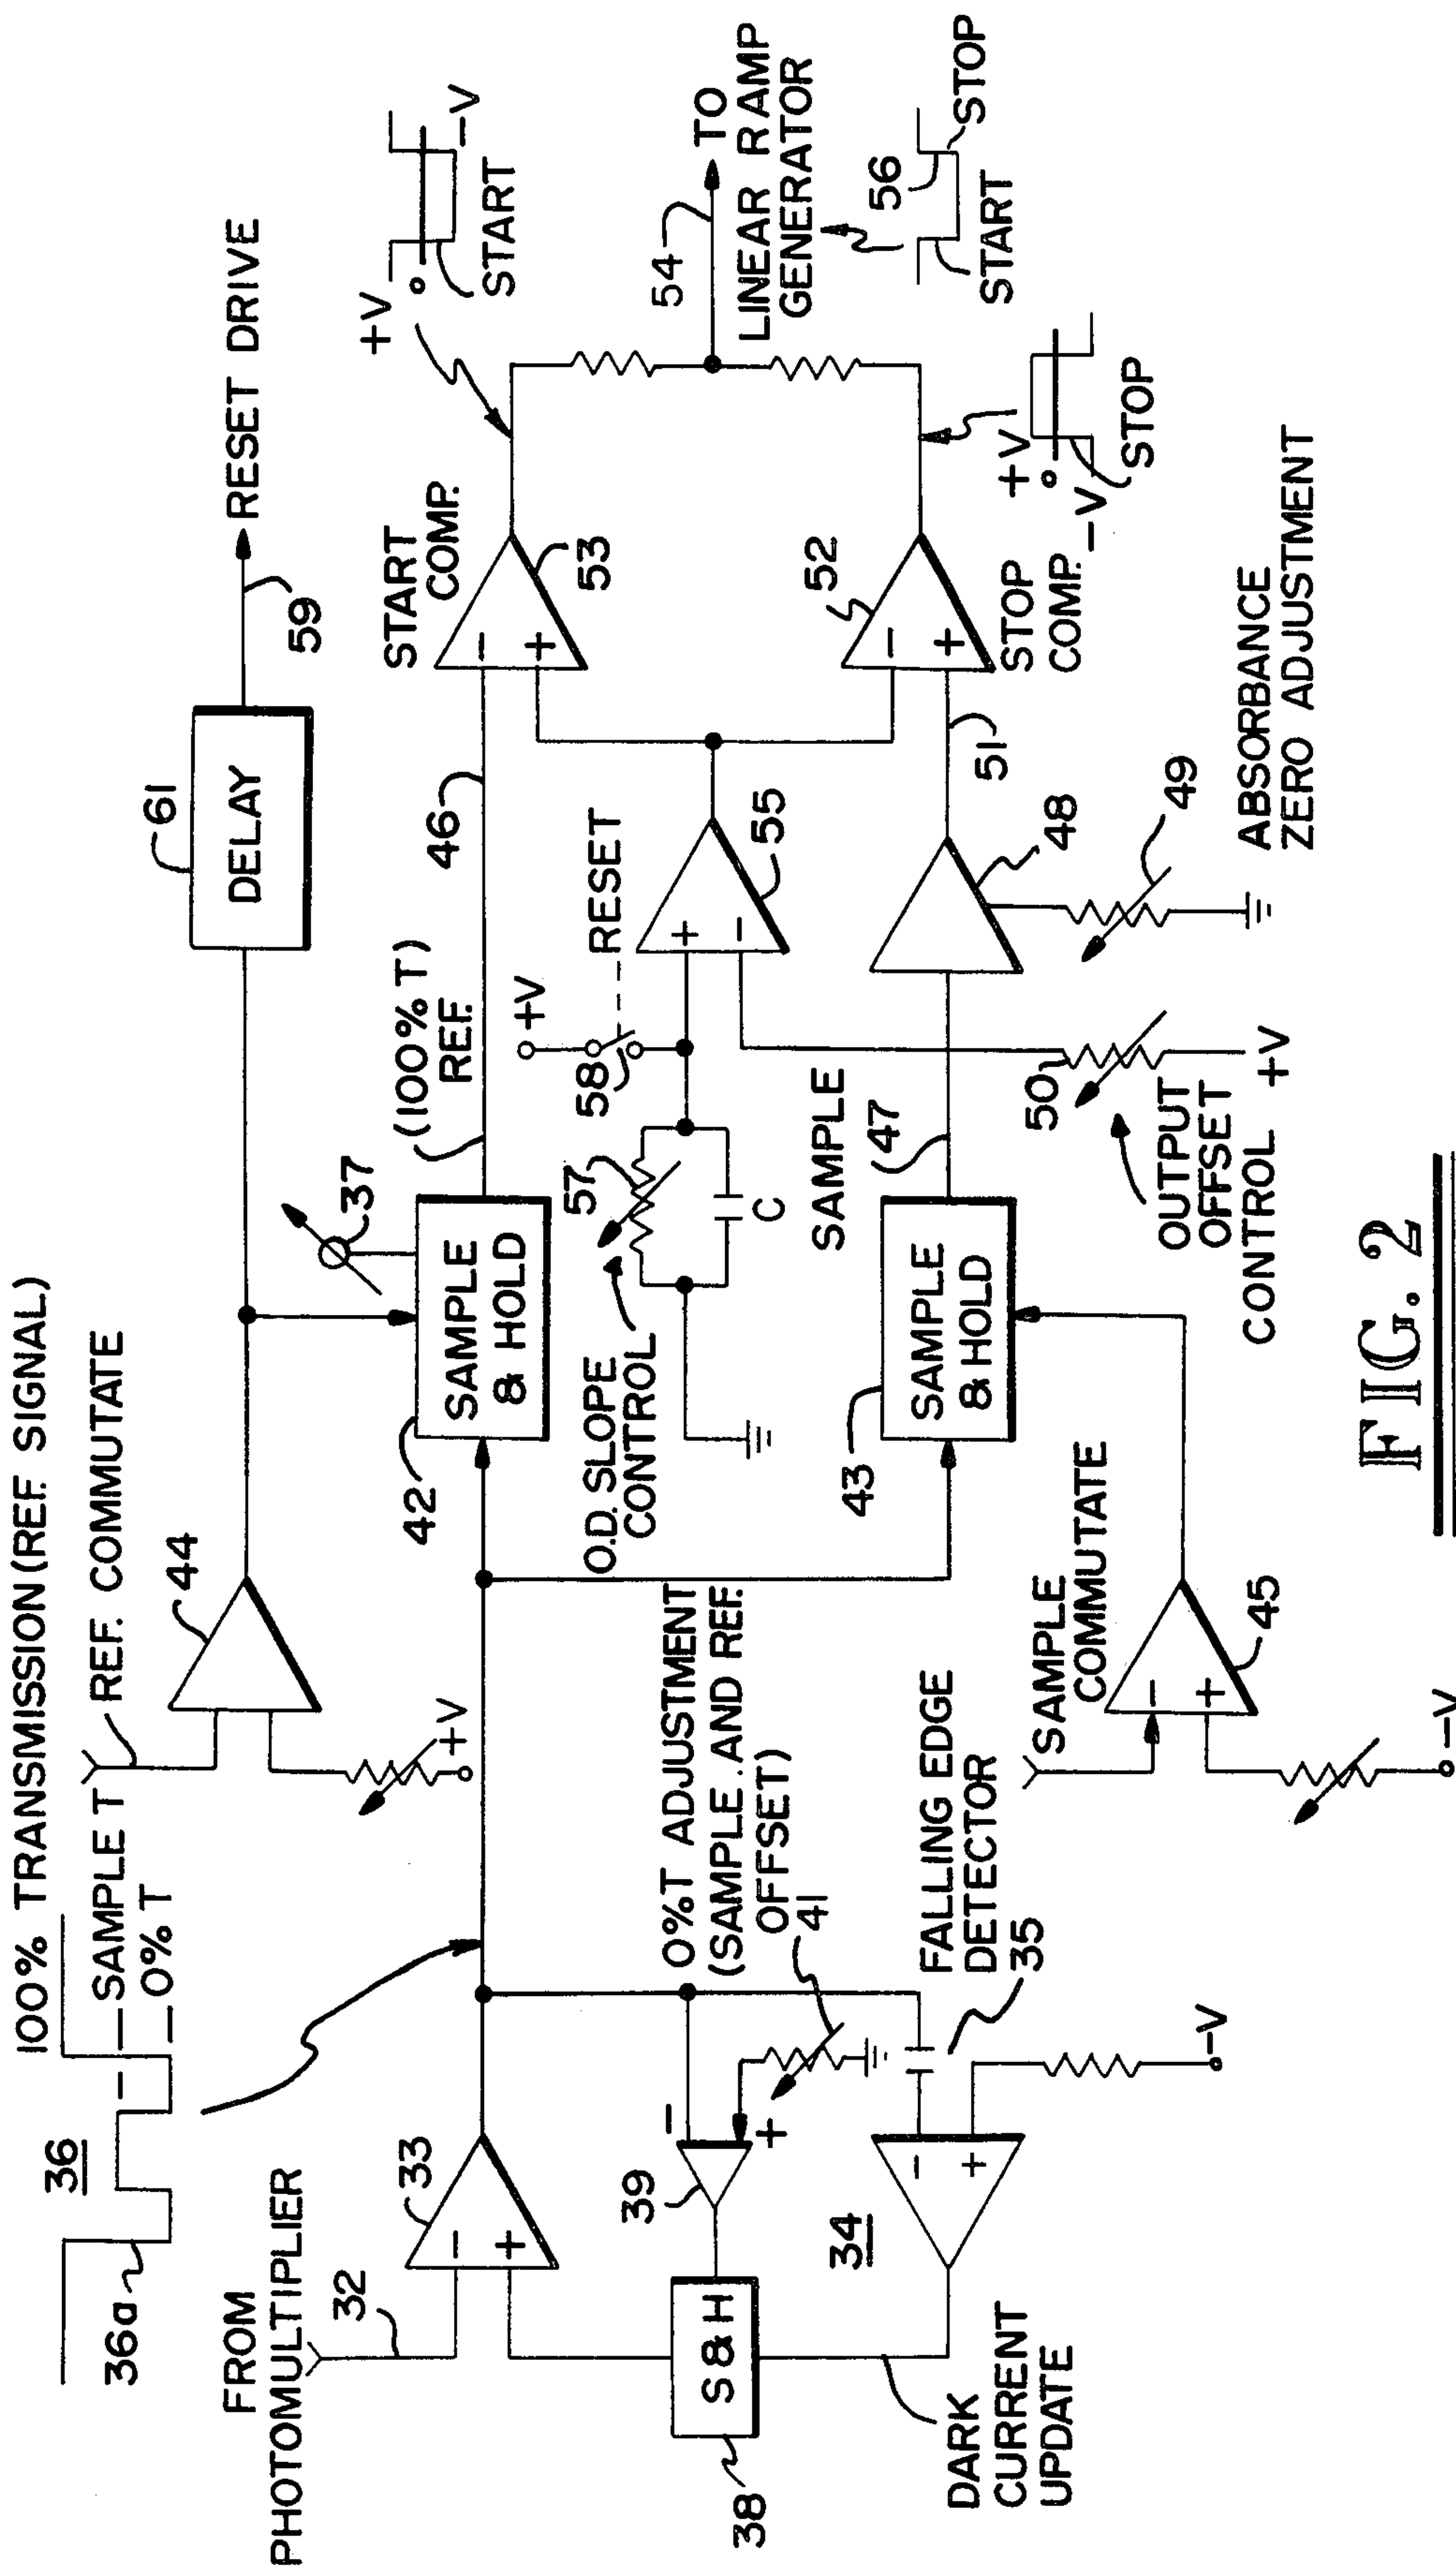 100% TRANSMISSION (REF. SIGNAL)
36
SAMPLE T
0% T
36a
REF. COMMUTATE
44
+V
61
DELAY
59
RESET DRIVE
FROM
PHOTOMULTIPLIER
32
33
−
+
42
SAMPLE
& HOLD
37
(100% T)
REF.
46
START
COMP.
−
+
53
+V
0
−V
START
O.D. SLOPE
CONTROL
57
C
58
+V
RESET
+
−
55
54
TO
LINEAR RAMP
GENERATOR
56
START
STOP
38
S & H
39
−
+
0%T ADJUSTMENT
(SAMPLE AND REF.
OFFSET)
41
34
−
+
FALLING EDGE
DETECTOR
35
−V
DARK
CURRENT
UPDATE
43
SAMPLE
& HOLD
SAMPLE
47
48
49
ABSORBANCE
ZERO ADJUSTMENT
50
OUTPUT
OFFSET
CONTROL
+V
51
52
−
+
STOP
COMP.
+V
0
−V
STOP
SAMPLE
COMMUTATE
−
+
45
−V
FIG. 2